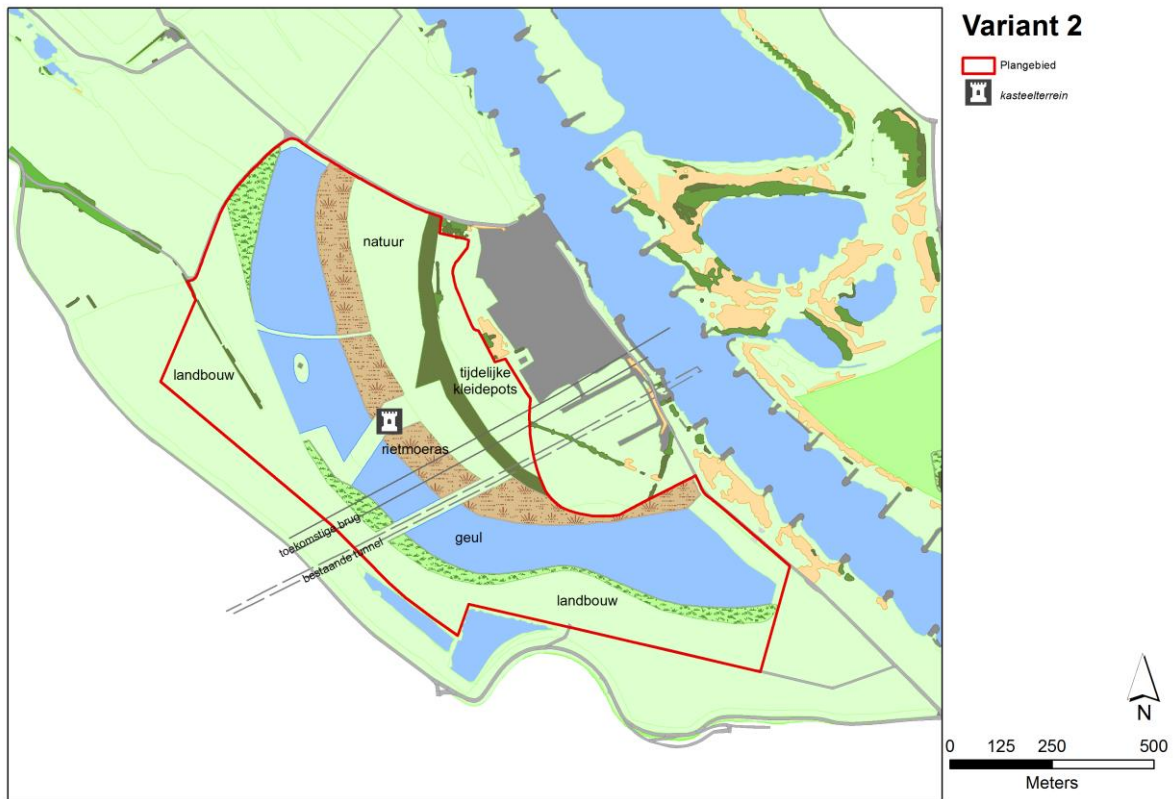 Variant 2
Plangebied
kasteelterrein
natuur
landbouw
tijdelijke
kleidepots
rietmoeras
toekomstige brug
geul
bestaande tunnel
landbouw
N
0 125 250 500
Meters